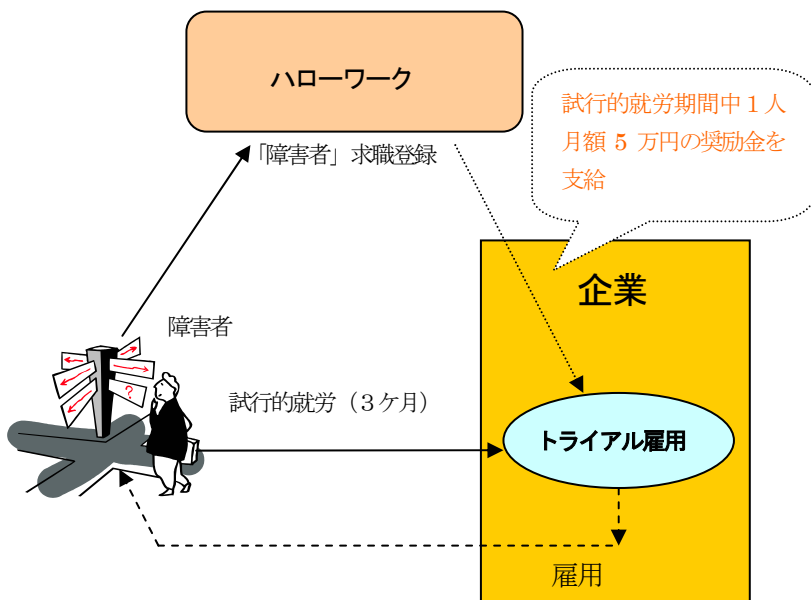 ハローワーク
試行的就労期間中1人
月額 5 万円の奨励金を
支給
「障害者」求職登録
企業
障害者
?
試行的就労(3ケ月)
トライアル雇用
雇用